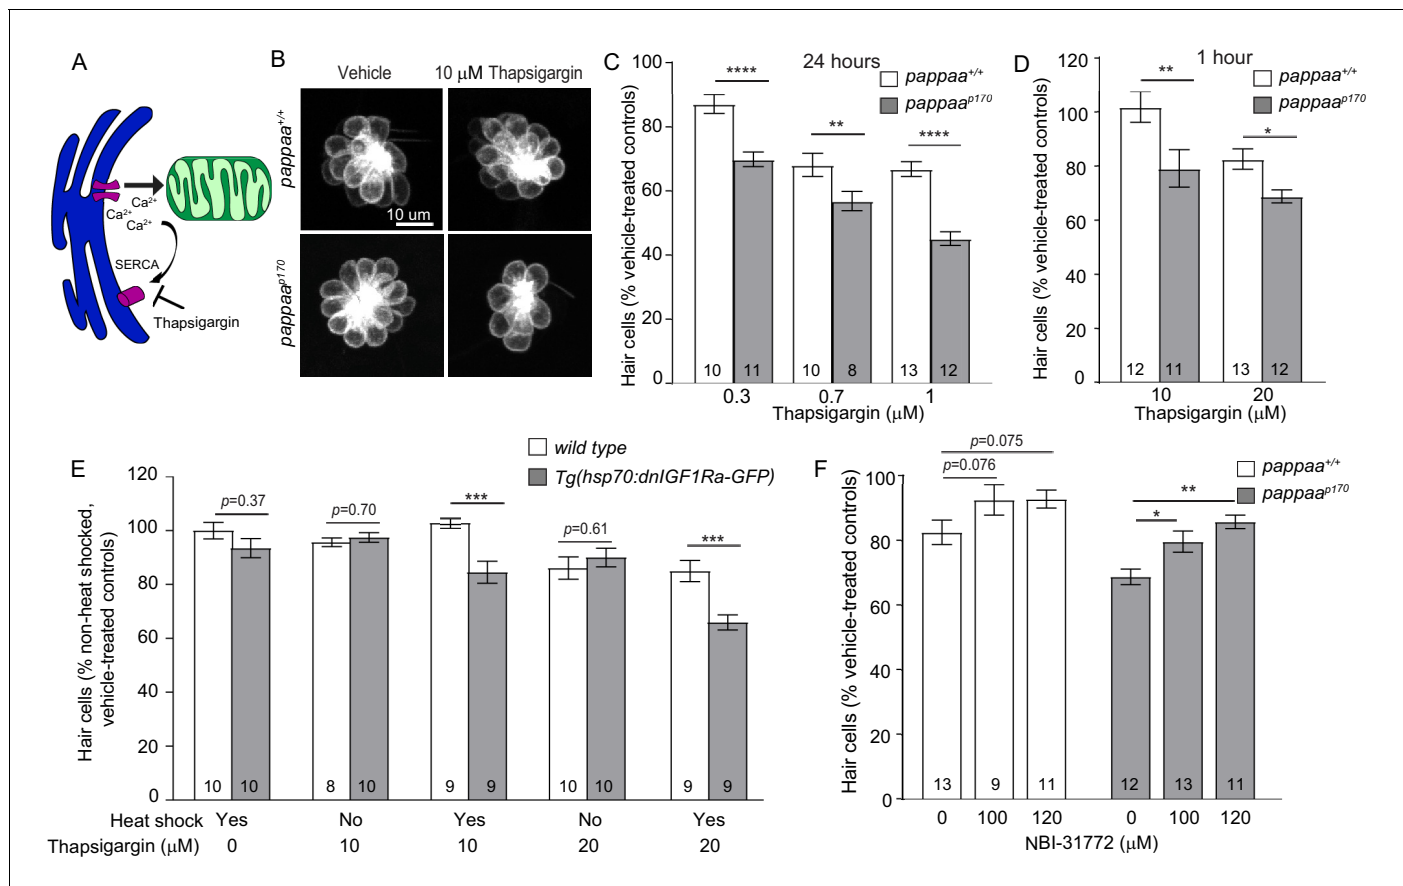 A
Ca²⁺
Ca²⁺
Ca²⁺
SERCA
Thapsigargin
B
Vehicle
10 µM Thapsigargin
pappaa+/+
10 um
pappaap170
C
24 hours
pappaa+/+
pappaap170
****
**
****
Hair cells (% vehicle-treated controls)
100
80
60
40
20
0
10 11 10 8 13 12
0.3 0.7 1
Thapsigargin (µM)
D
1 hour
pappaa+/+
pappaap170
**
*
Hair cells (% vehicle-treated controls)
120
100
80
60
40
20
0
12 11 13 12
10 20
Thapsigargin (µM)
E
wild type
Tg(hsp70:dnIGF1Ra-GFP)
p=0.37 p=0.70 *** p=0.61 ***
Hair cells (% non-heat shocked,
vehicle-treated controls)
120
100
80
60
40
20
0
10 10 8 10 9 9 10 10 9 9
Heat shock Yes No Yes No Yes
Thapsigargin (µM) 0 10 10 20 20
F
pappaa+/+
pappaap170
p=0.075
p=0.076
**
*
Hair cells (% vehicle-treated controls)
100
80
60
40
20
0
13 9 11 12 13 11
0 100 120 0 100 120
NBI-31772 (µM)